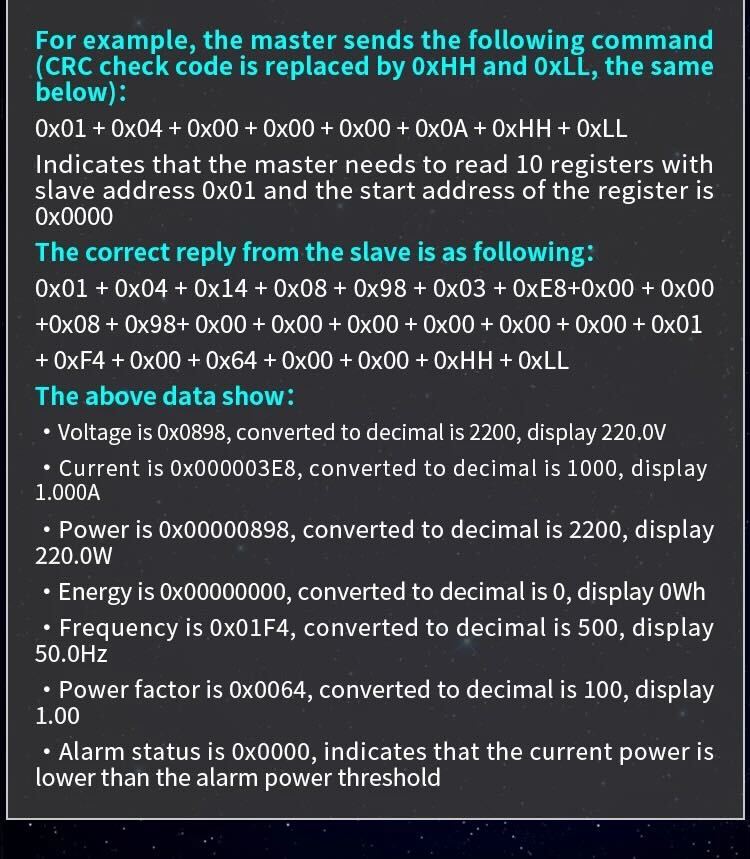 For example, the master sends the following command
(CRC check code is replaced by 0xHH and 0xLL, the same
below):
0x01 + 0x04 + 0x00 + 0x00 + 0x00 + 0x0A + 0xHH + 0xLL
Indicates that the master needs to read 10 registers with
slave address 0x01 and the start address of the register is
0x0000
The correct reply from the slave is as following:
0x01 + 0x04 + 0x14 + 0x08 + 0x98 + 0x03 + 0xE8+0x00 + 0x00
+0x08 + 0x98+ 0x00 + 0x00 + 0x00 + 0x00 + 0x00 + 0x00 + 0x01
+ 0xF4 + 0x00 + 0x64 + 0x00 + 0x00 + 0xHH + 0xLL
The above data show:
・Voltage is 0x0898, converted to decimal is 2200, display 220.0V
・Current is 0x000003E8, converted to decimal is 1000, display
1.000A
・Power is 0x00000898, converted to decimal is 2200, display
220.0W
・Energy is 0x00000000, converted to decimal is 0, display 0Wh
・Frequency is 0x01F4, converted to decimal is 500, display
50.0Hz
・Power factor is 0x0064, converted to decimal is 100, display
1.00
・Alarm status is 0x0000, indicates that the current power is
lower than the alarm power threshold